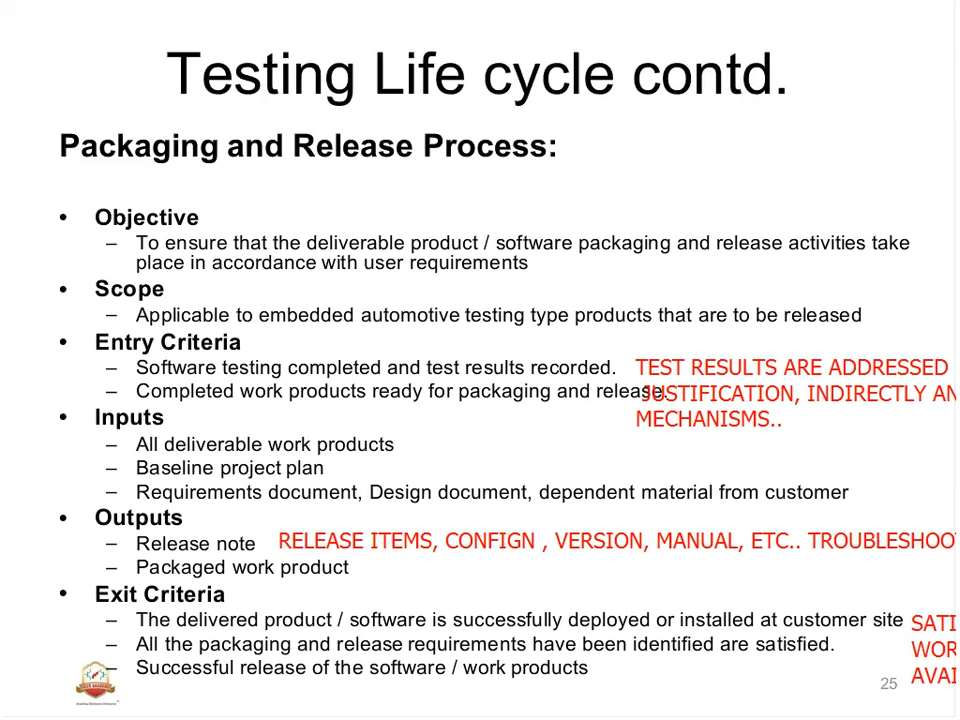 Testing Life cycle contd.
Packaging and Release Process:
• Objective
– To ensure that the deliverable product / software packaging and release activities take
place in accordance with user requirements
• Scope
– Applicable to embedded automotive testing type products that are to be released
• Entry Criteria
– Software testing completed and test results recorded.
TEST RESULTS ARE ADDRESSED
– Completed work products ready for packaging and release.
JUSTIFICATION, INDIRECTLY AN
MECHANISMS..
• Inputs
– All deliverable work products
– Baseline project plan
– Requirements document, Design document, dependent material from customer
• Outputs
– Release note
RELEASE ITEMS, CONFIGN , VERSION, MANUAL, ETC.. TROUBLESHOO
– Packaged work product
• Exit Criteria
– The delivered product / software is successfully deployed or installed at customer site
SATI
– All the packaging and release requirements have been identified are satisfied.
WOR
– Successful release of the software / work products
AVAI
25